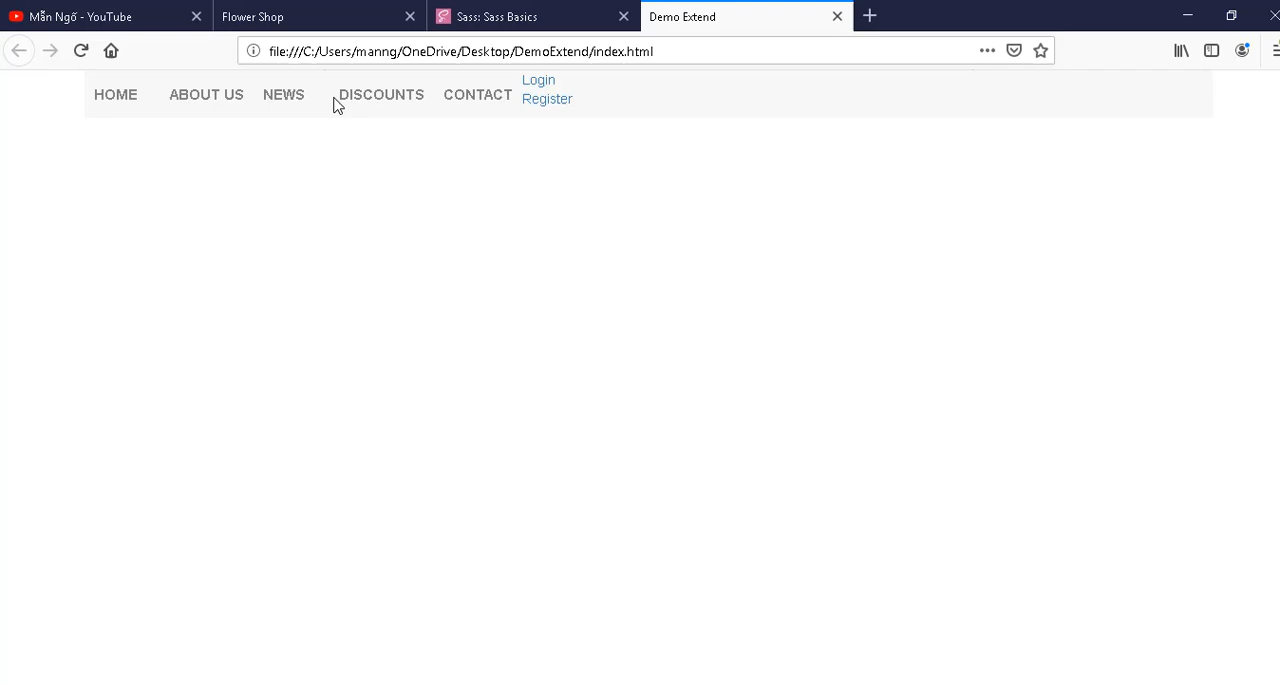 Mẫn Ngố - YouTube
Flower Shop
Sass: Sass Basics
Demo Extend
file:///C:/Users/manng/OneDrive/Desktop/DemoExtend/index.html
HOME ABOUT US NEWS DISCOUNTS CONTACT
Login
Register